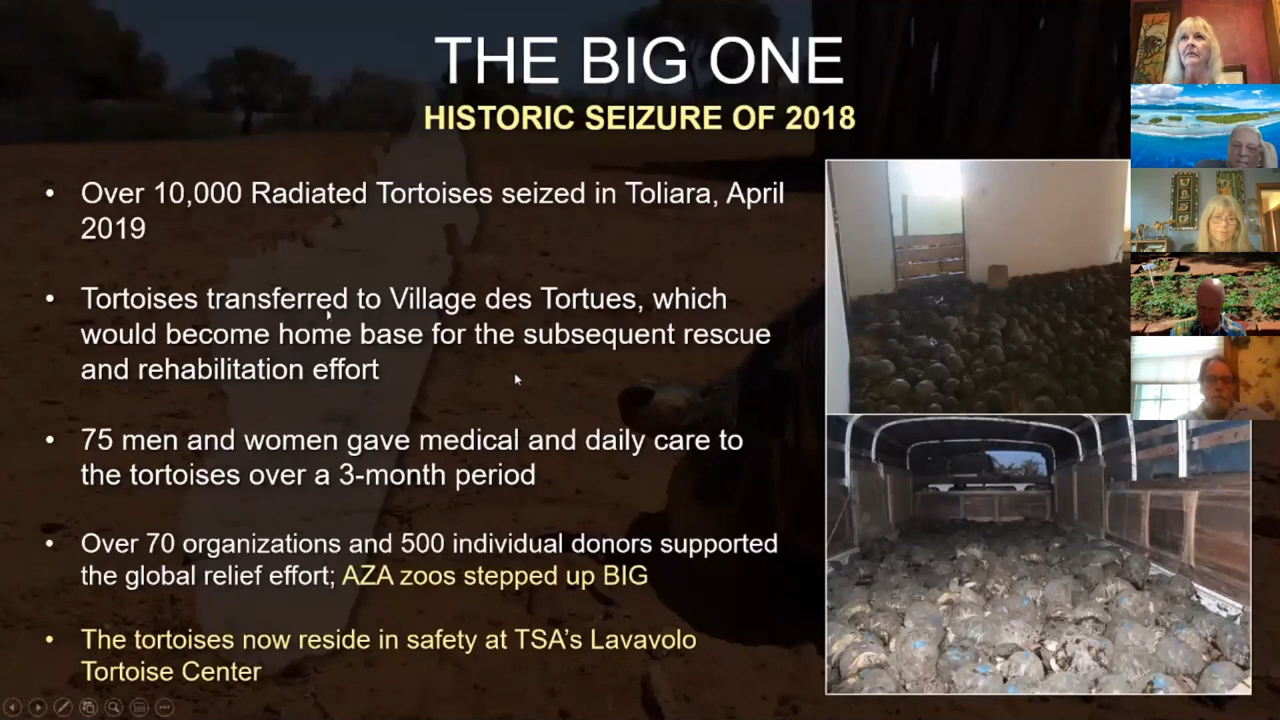 THE BIG ONE
HISTORIC SEIZURE OF 2018
• Over 10,000 Radiated Tortoises seized in Toliara, April
2019
• Tortoises transferred to Village des Tortues, which
would become home base for the subsequent rescue
and rehabilitation effort
• 75 men and women gave medical and daily care to
the tortoises over a 3-month period
• Over 70 organizations and 500 individual donors supported
the global relief effort; AZA zoos stepped up BIG
• The tortoises now reside in safety at TSA's Lavavolo
Tortoise Center